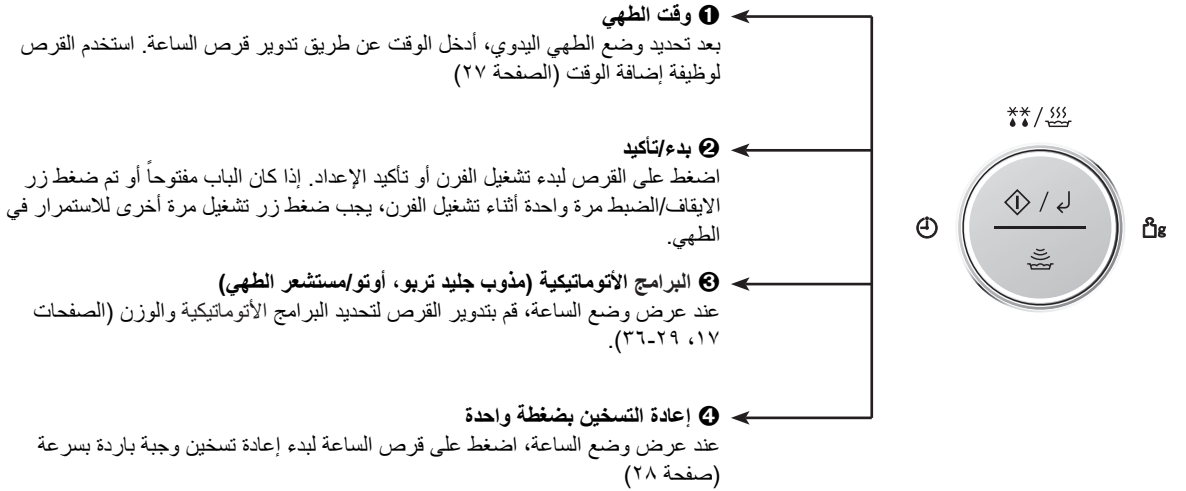 ❶ وقت الطهي
بعد تحديد وضع الطهي اليدوي، أدخل الوقت عن طريق تدوير قرص الساعة. استخدم القرص
لوظيفة إضافة الوقت (الصفحة ٢٧)
❷ بدء/تأكيد
اضغط على القرص لبدء تشغيل الفرن أو تأكيد الإعداد. إذا كان الباب مفتوحاً أو تم ضغط زر
الايقاف/الضبط مرة واحدة أثناء تشغيل الفرن، يجب ضغط زر تشغيل مرة أخرى للاستمرار في
الطهي.
❸ البرامج الأتوماتيكية (مذوب جليد تربو، أوتو/مستشعر الطهي)
عند عرض وضع الساعة، قم بتدوير القرص لتحديد البرامج الأتوماتيكية والوزن (الصفحات
١٧، ٢٩-٣٦).
❹ إعادة التسخين بضغطة واحدة
عند عرض وضع الساعة، اضغط على قرص الساعة لبدء إعادة تسخين وجبة باردة بسرعة
(صفحة ٢٨)
/
/
g